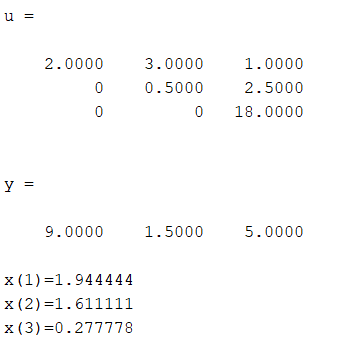 u =
2.0000 3.0000 1.0000
0 0.5000 2.5000
0 0 18.0000
y =
9.0000 1.5000 5.0000
x(1)=1.944444
x(2)=1.611111
x(3)=0.277778